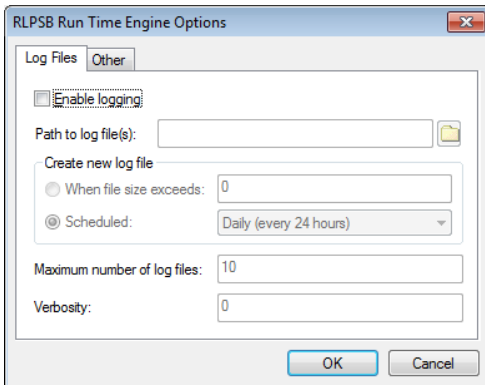 RLPSB Run Time Engine Options
Log Files Other
Enable logging
Path to log file(s):
Create new log file
When file size exceeds: 0
Scheduled: Daily (every 24 hours)
Maximum number of log files: 10
Verbosity: 0
OK Cancel